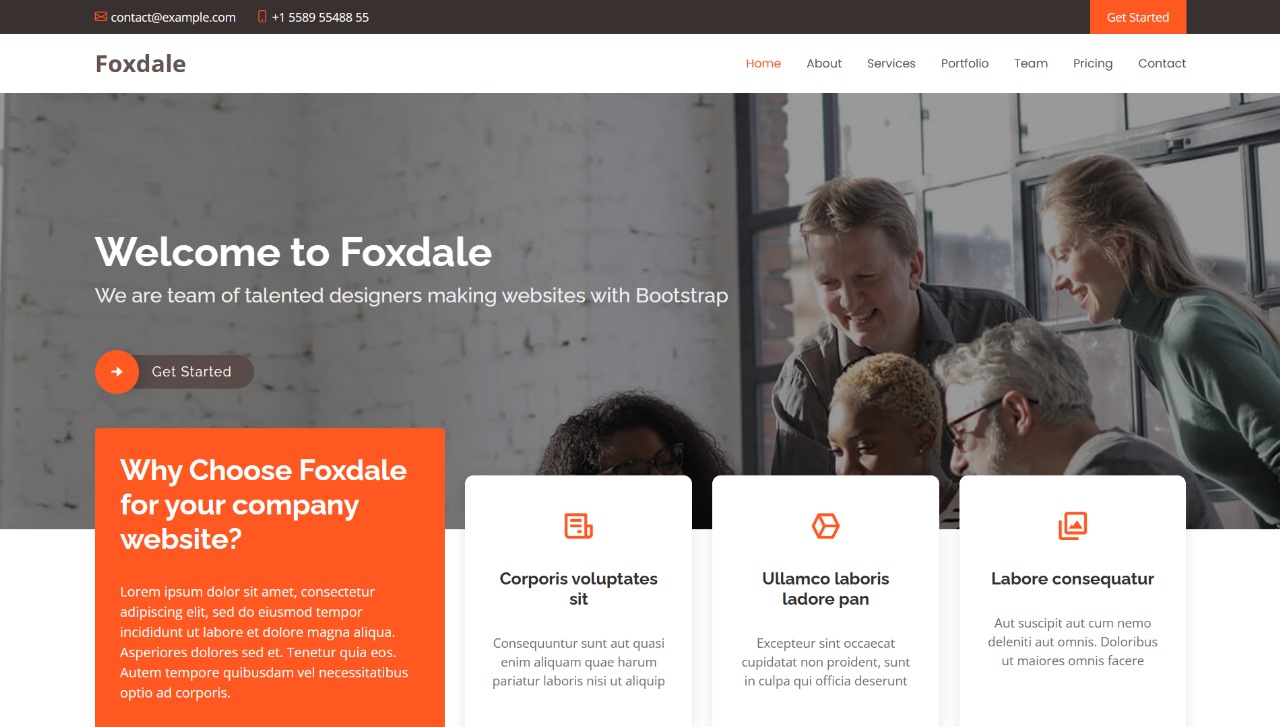 contact@example.com +1 5589 55488 55 Get Started
Foxdale Home About Services Portfolio Team Pricing Contact
Welcome to Foxdale
We are team of talented designers making websites with Bootstrap
Get Started
Why Choose Foxdale
for your company
website?
Lorem ipsum dolor sit amet, consectetur
adipiscing elit, sed do eiusmod tempor
incididunt ut labore et dolore magna aliqua.
Asperiores dolores sed et. Tenetur quia eos.
Autem tempore quibusdam vel necessitatibus
optio ad corporis.
Corporis voluptates
sit
Consequuntur sunt aut quasi
enim aliquam quae harum
pariatur laboris nisi ut aliquip
Ullamco laboris
ladore pan
Excepteur sint occaecat
cupidatat non proident, sunt
in culpa qui officia deserunt
Labore consequatur
Aut suscipit aut cum nemo
deleniti aut omnis. Doloribus
ut maiores omnis facere